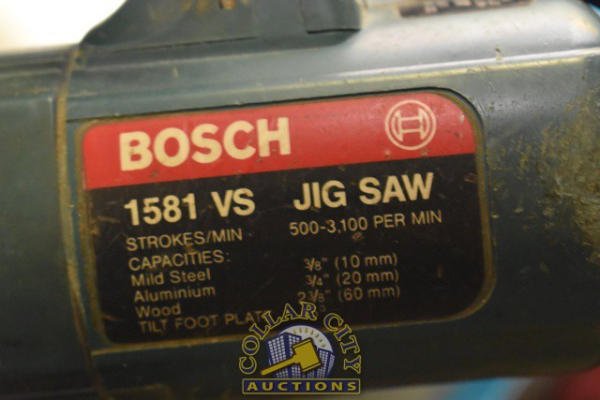 BOSCH
1581 VS JIG SAW
STROKES/MIN 500-3,100 PER MIN
CAPACITIES:
Mild Steel 3/8" (10 mm)
Aluminium 3/4" (20 mm)
Wood 2 3/8" (60 mm)
TILT FOOT PLATE
COLLAR CITY
AUCTIONS